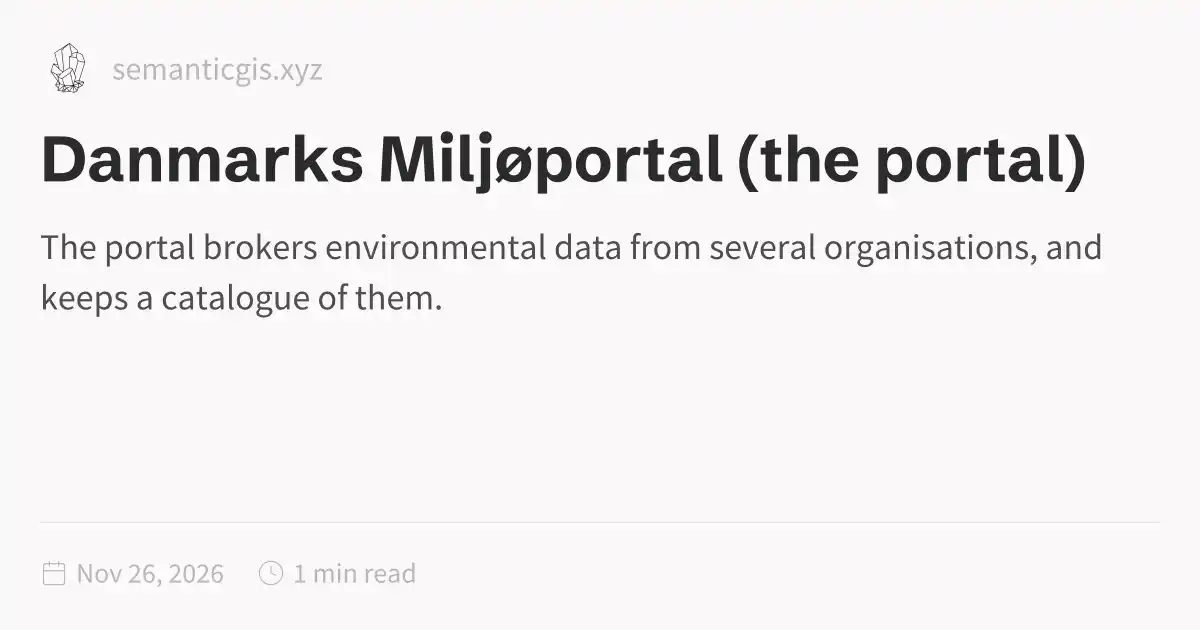 semanticgis.xyz
Danmarks Miljøportal (the portal)
The portal brokers environmental data from several organisations, and
keeps a catalogue of them.
Nov 26, 2026 1 min read